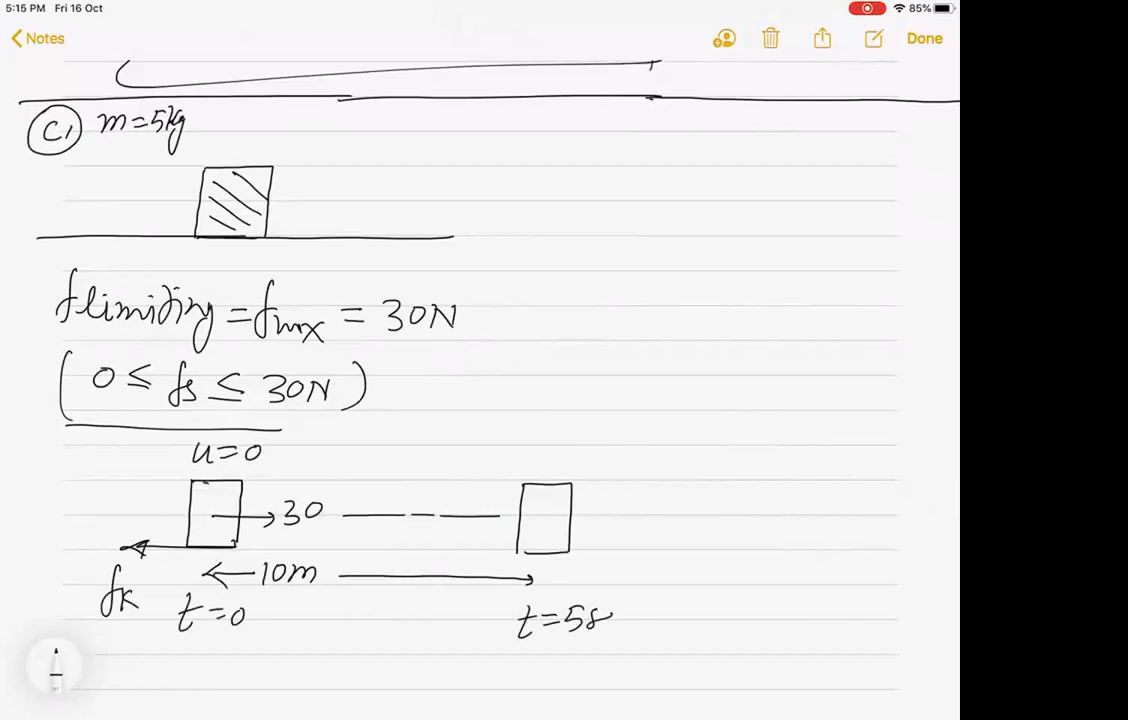 5:15 PM Fri 16 Oct
85%
Notes
Done
C, m=5kg
flimiting = fmax = 30N
(0 ≤ fs ≤ 30N)
u=0
30
fk
10m
t=0
t=5s